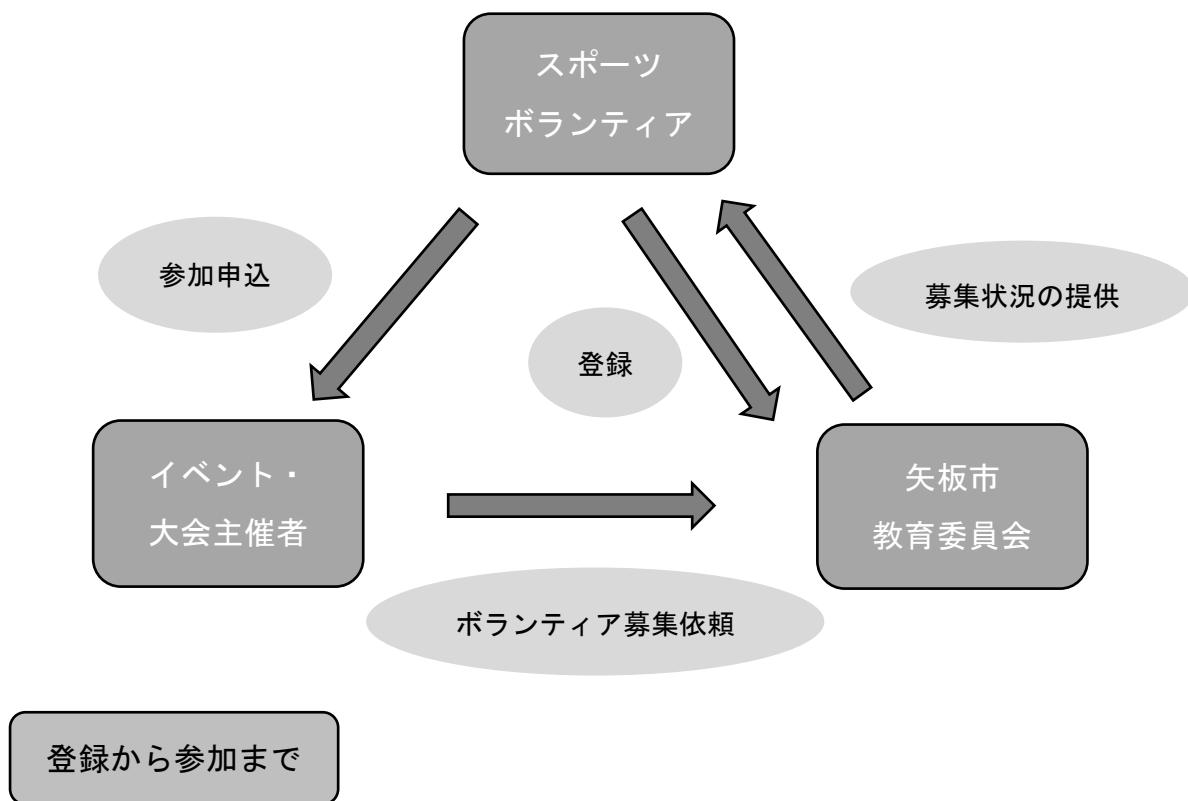 スポーツ
ボランティア
参加申込
募集状況の提供
登録
イベント・
大会主催者
矢板市
教育委員会
ボランティア募集依頼
登録から参加まで